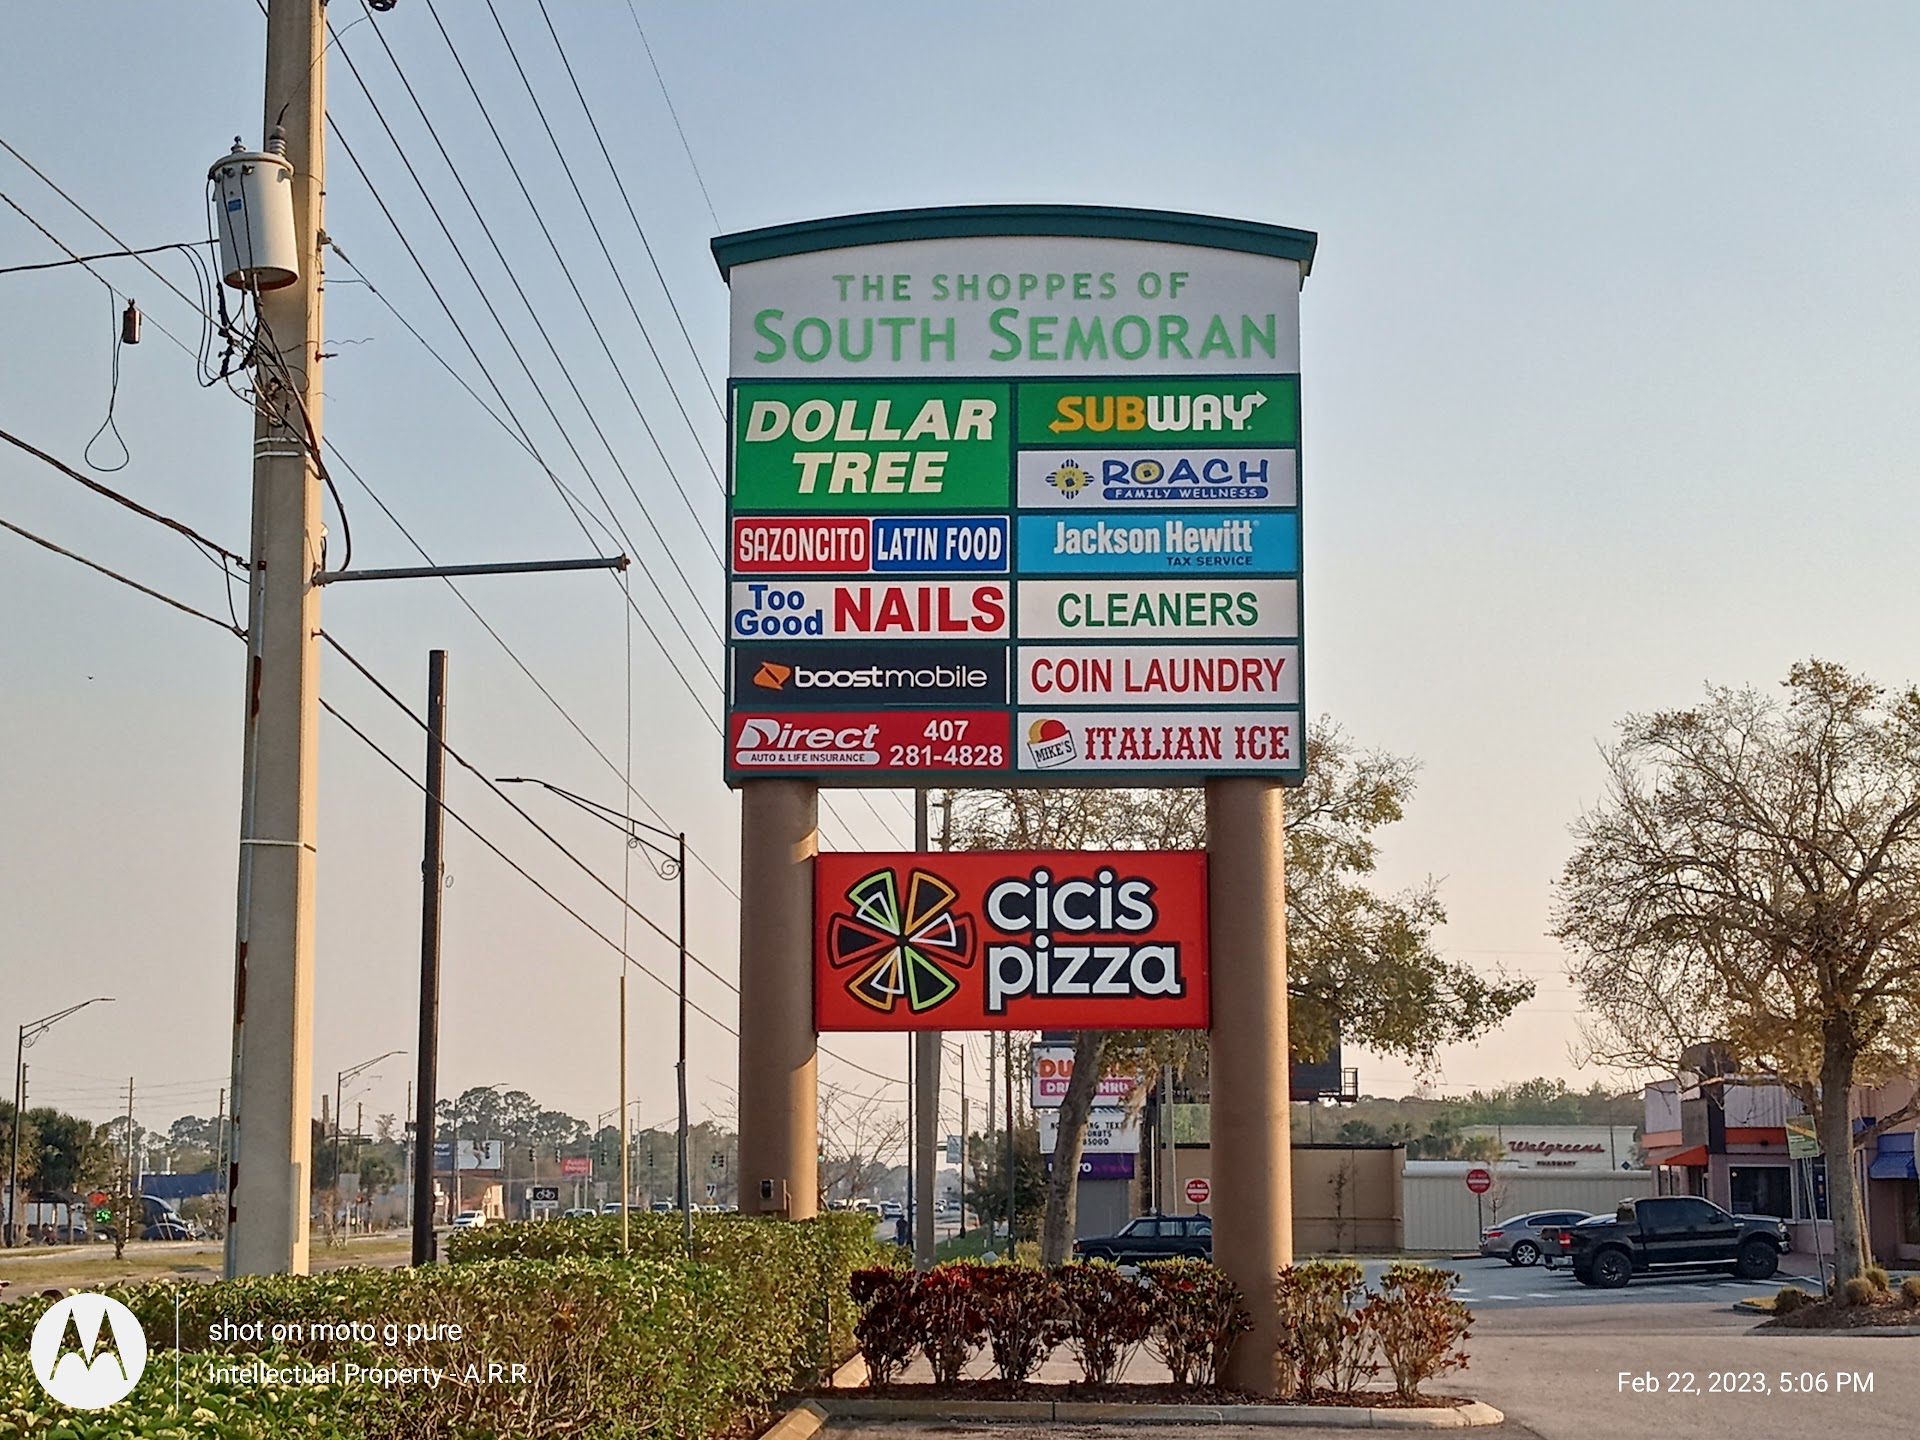 THE SHOPPES OF
SOUTH SEMORAN
DOLLAR
TREE
SUBWAY
ROACH
FAMILY WELLNESS
SAZONCITO LATIN FOOD
Jackson Hewitt
TAX SERVICE
Too
Good NAILS
CLEANERS
boostmobile
COIN LAUNDRY
Direct
AUTO & LIFE INSURANCE
407
281-4828
MIKE'S ITALIAN ICE
cicis
pizza
Walgreens
PHARMACY
shot on moto g pure
Intellectual Property - A.R.R.
Feb 22, 2023, 5:06 PM